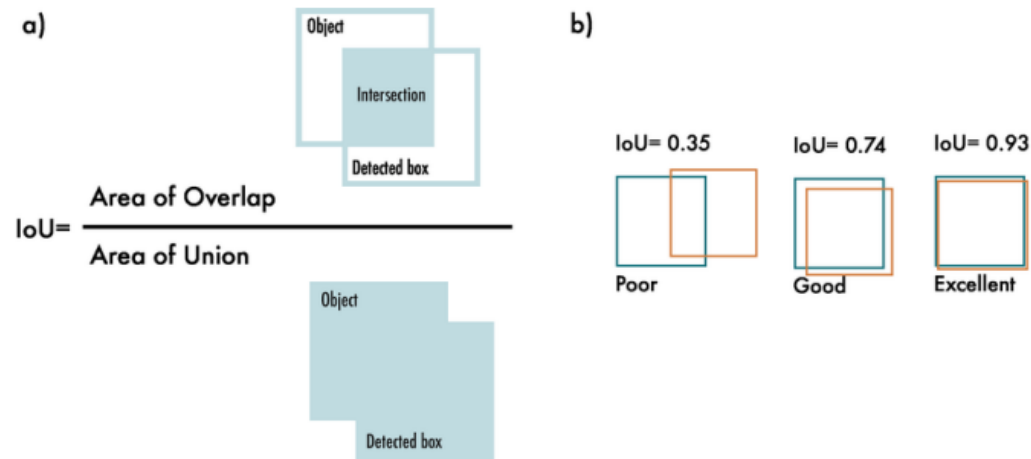 a)
Object
Intersection
Detected box
IoU=
Area of Overlap
Area of Union
Object
Detected box
b)
IoU= 0.35
IoU= 0.74
IoU= 0.93
Poor
Good
Excellent